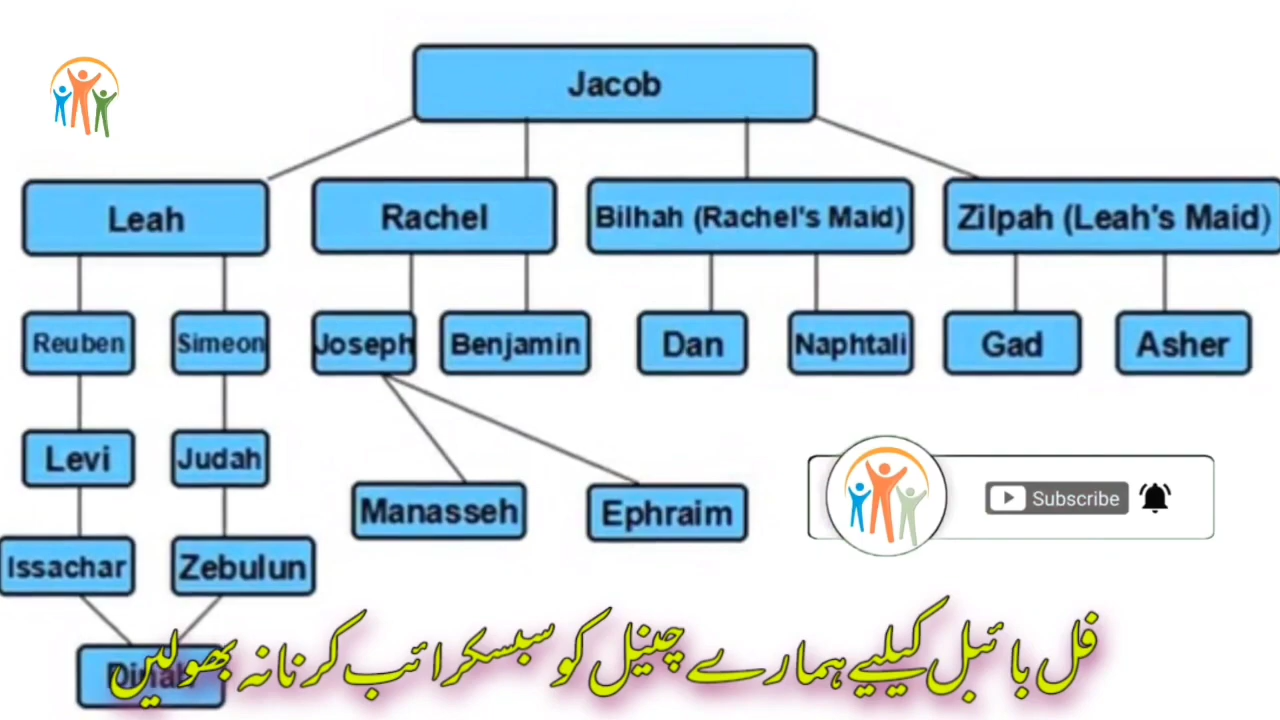 Jacob
Leah Rachel Bilhah (Rachel's Maid) Zilpah (Leah's Maid)
Reuben Simeon Joseph Benjamin Dan Naphtali Gad Asher
Levi Judah
Manasseh Ephraim
Subscribe
Issachar Zebulun
Dinah
فل بائبل کیلیے ہمارے چینل کو سبسکرائب کرنا نہ بھولیں